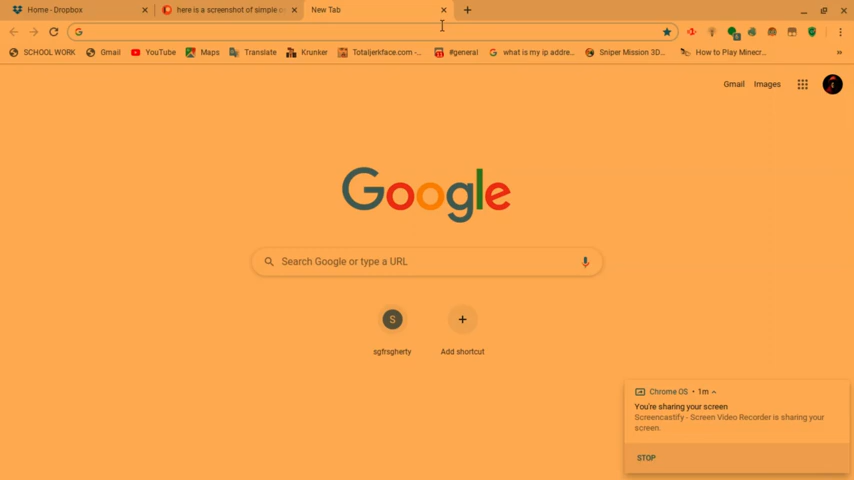 Home - Dropbox
here is a screenshot of simple o
New Tab
SCHOOL WORK
Gmail
YouTube
Maps
Translate
Krunker
Totaljerkface.com -...
#general
what is my ip addre...
Sniper Mission 3D...
How to Play Minecr...
Gmail
Images
Google
Search Google or type a URL
S
sgfrsgherty
Add shortcut
Chrome OS • 1m
You're sharing your screen
Screencastify - Screen Video Recorder is sharing your
screen.
STOP